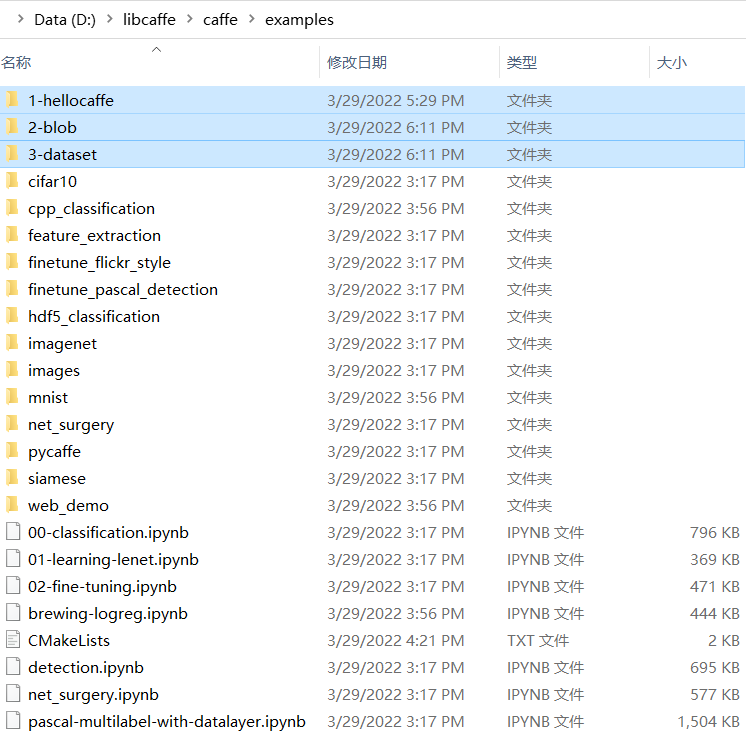 Data (D:) > libcaffe > caffe > examples
名称 修改日期 类型 大小
1-hellocaffe 3/29/2022 5:29 PM 文件夹
2-blob 3/29/2022 6:11 PM 文件夹
3-dataset 3/29/2022 6:11 PM 文件夹
cifar10 3/29/2022 3:17 PM 文件夹
cpp_classification 3/29/2022 3:56 PM 文件夹
feature_extraction 3/29/2022 3:17 PM 文件夹
finetune_flickr_style 3/29/2022 3:17 PM 文件夹
finetune_pascal_detection 3/29/2022 3:17 PM 文件夹
hdf5_classification 3/29/2022 3:17 PM 文件夹
imagenet 3/29/2022 3:17 PM 文件夹
images 3/29/2022 3:17 PM 文件夹
mnist 3/29/2022 3:56 PM 文件夹
net_surgery 3/29/2022 3:17 PM 文件夹
pycaffe 3/29/2022 3:17 PM 文件夹
siamese 3/29/2022 3:17 PM 文件夹
web_demo 3/29/2022 3:56 PM 文件夹
00-classification.ipynb 3/29/2022 3:17 PM IPYNB 文件 796 KB
01-learning-lenet.ipynb 3/29/2022 3:17 PM IPYNB 文件 369 KB
02-fine-tuning.ipynb 3/29/2022 3:17 PM IPYNB 文件 471 KB
brewing-logreg.ipynb 3/29/2022 3:56 PM IPYNB 文件 444 KB
CMakeLists 3/29/2022 4:21 PM TXT 文件 2 KB
detection.ipynb 3/29/2022 3:17 PM IPYNB 文件 695 KB
net_surgery.ipynb 3/29/2022 3:17 PM IPYNB 文件 577 KB
pascal-multilabel-with-datalayer.ipynb 3/29/2022 3:17 PM IPYNB 文件 1,504 KB